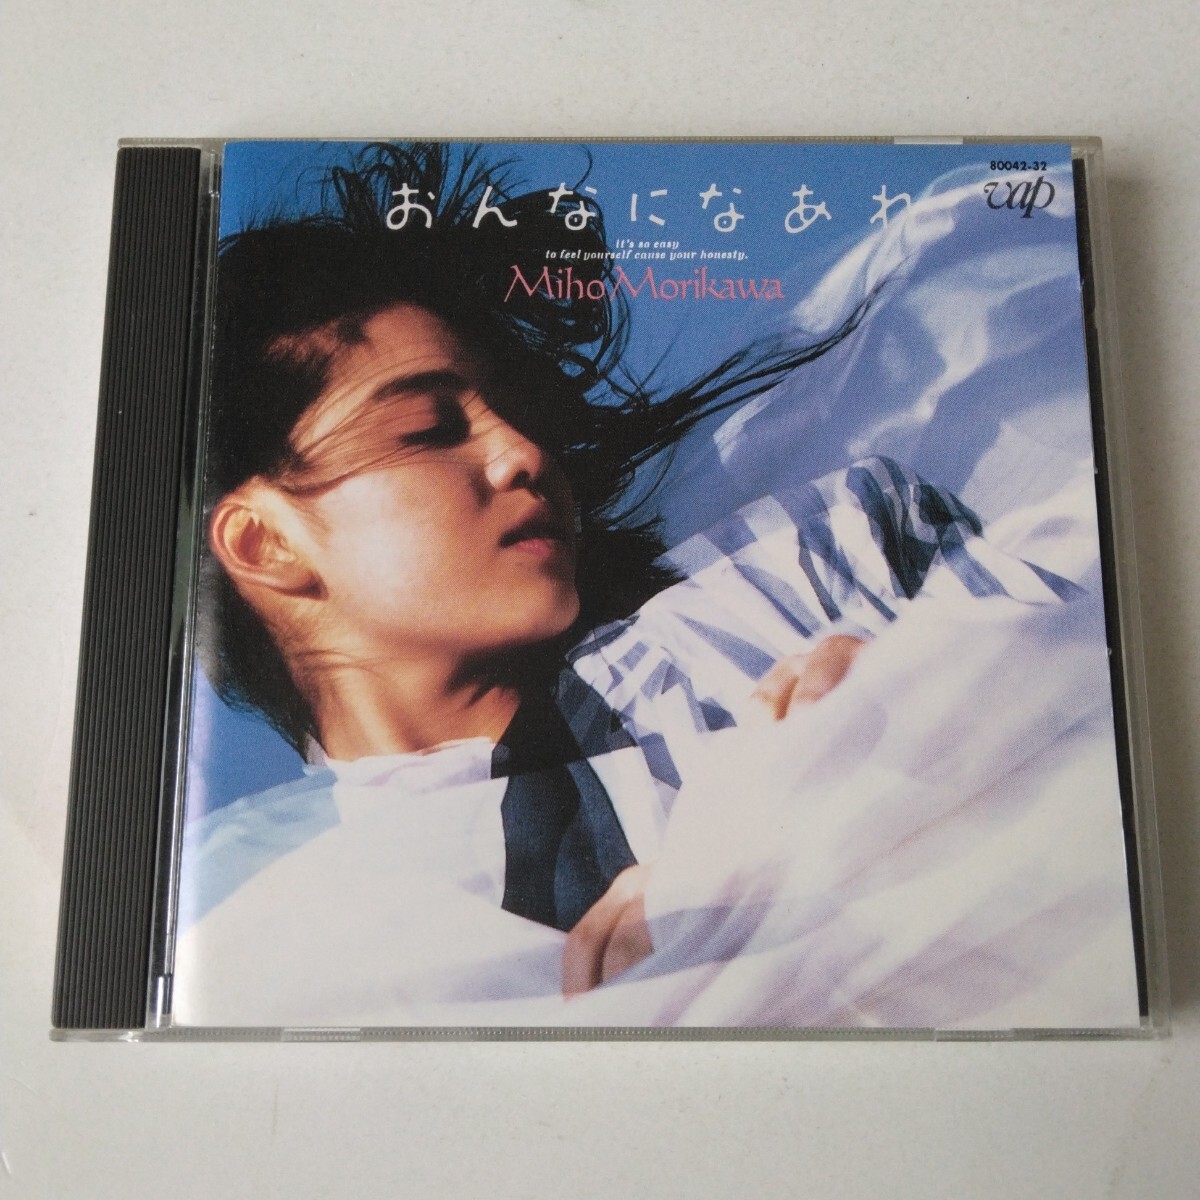 80042-32
vap
おんなになあれ
it's so easy
to feel yourself cause your honesty.
Miho Morikawa